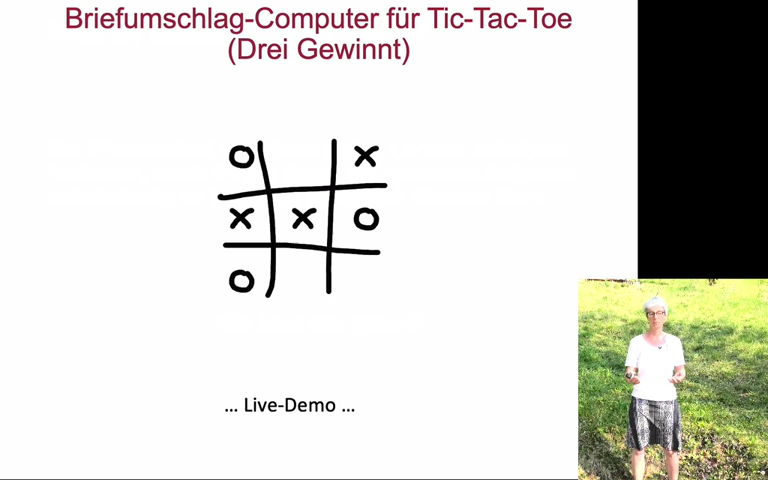 Briefumschlag-Computer für Tic-Tac-Toe
(Drei Gewinnt)
O X
X X O
O
... Live-Demo ...